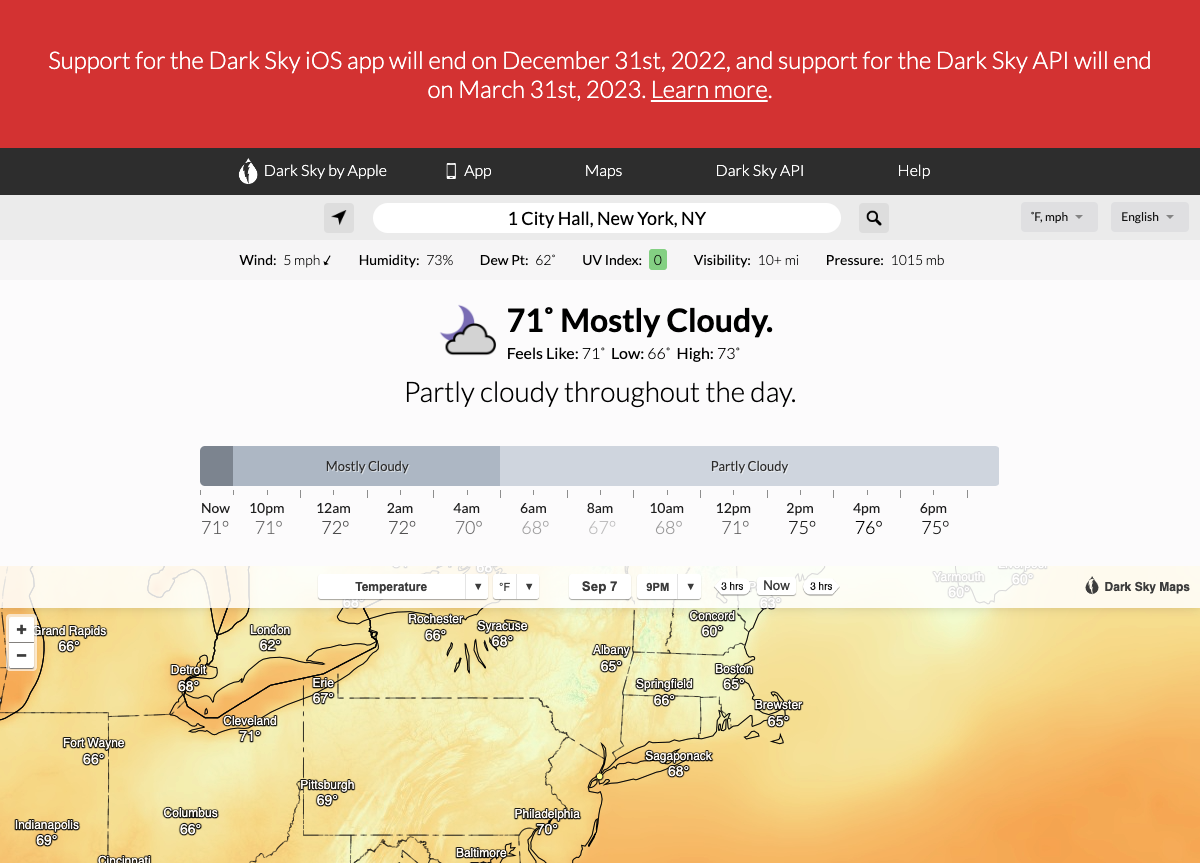 Support for the Dark Sky iOS app will end on December 31st, 2022, and support for the Dark Sky API will end
on March 31st, 2023. Learn more.
Dark Sky by Apple App Maps Dark Sky API Help
1 City Hall, New York, NY
˚F, mph
English
Wind: 5 mph Humidity: 73% Dew Pt: 62˚ UV Index: 0 Visibility: 10+ mi Pressure: 1015 mb
71˚ Mostly Cloudy.
Feels Like: 71˚ Low: 66˚ High: 73˚
Partly cloudy throughout the day.
Mostly Cloudy Partly Cloudy
Now 10pm 12am 2am 4am 6am 8am 10am 12pm 2pm 4pm 6pm
71° 71° 72° 72° 70° 68° 67° 68° 71° 75° 76° 75°
Temperature
°F
Sep 7
9PM
3 hrs
Now
3 hrs
Dark Sky Maps
Yarmouth
60°
60°
68°
68°
63°
+
−
Grand Rapids
66°
London
62°
Rochester
66°
Syracuse
68°
Concord
60°
Albany
65°
Detroit
68°
Erie
67°
Springfield
66°
Boston
65°
Brewster
65°
Cleveland
71°
Fort Wayne
66°
Sagaponack
68°
Pittsburgh
69°
Columbus
66°
Philadelphia
70°
Indianapolis
69°
Cincinnati
Baltimore